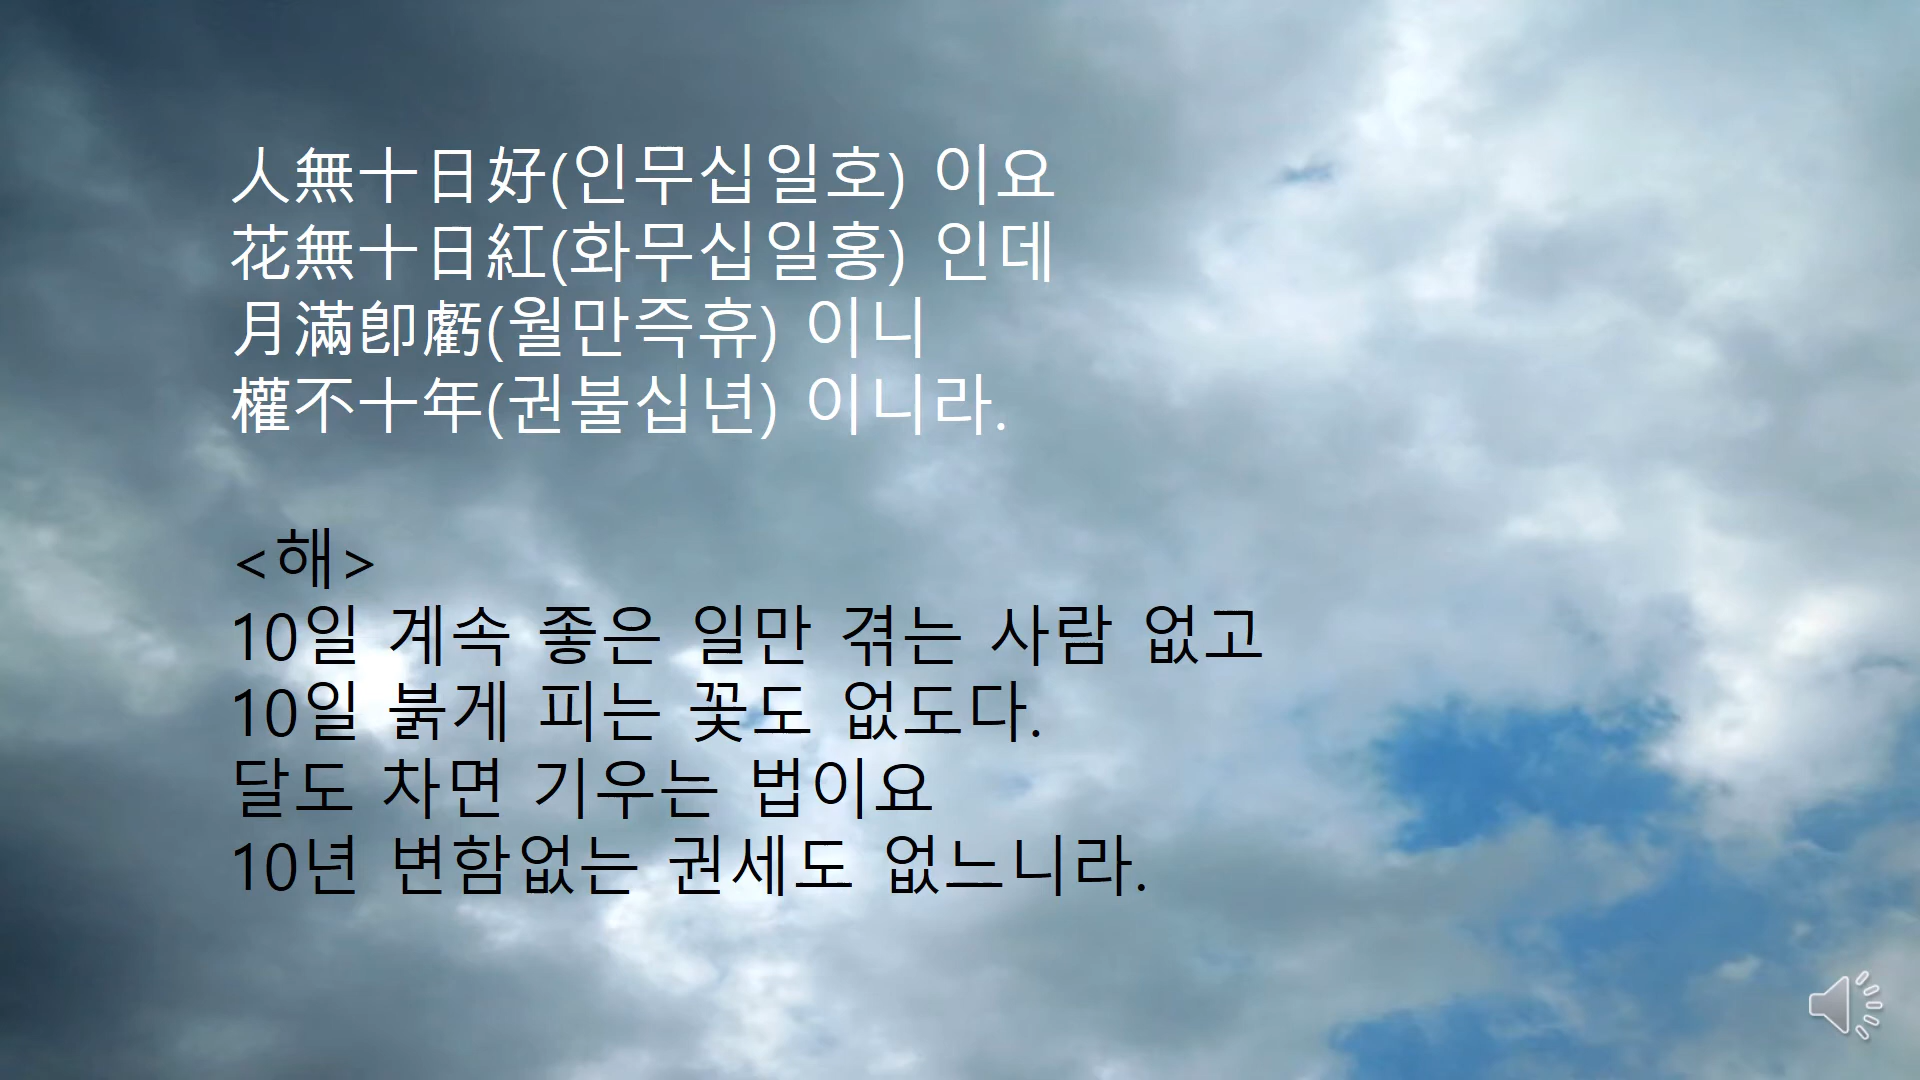 人無十日好(인무십일호) 이요
花無十日紅(화무십일홍) 인데
月滿卽虧(월만즉휴) 이니
權不十年(권불십년) 이니라.
<해>
10일 계속 좋은 일만 겪는 사람 없고
10일 붉게 피는 꽃도 없도다.
달도 차면 기우는 법이요
10년 변함없는 권세도 없느니라.